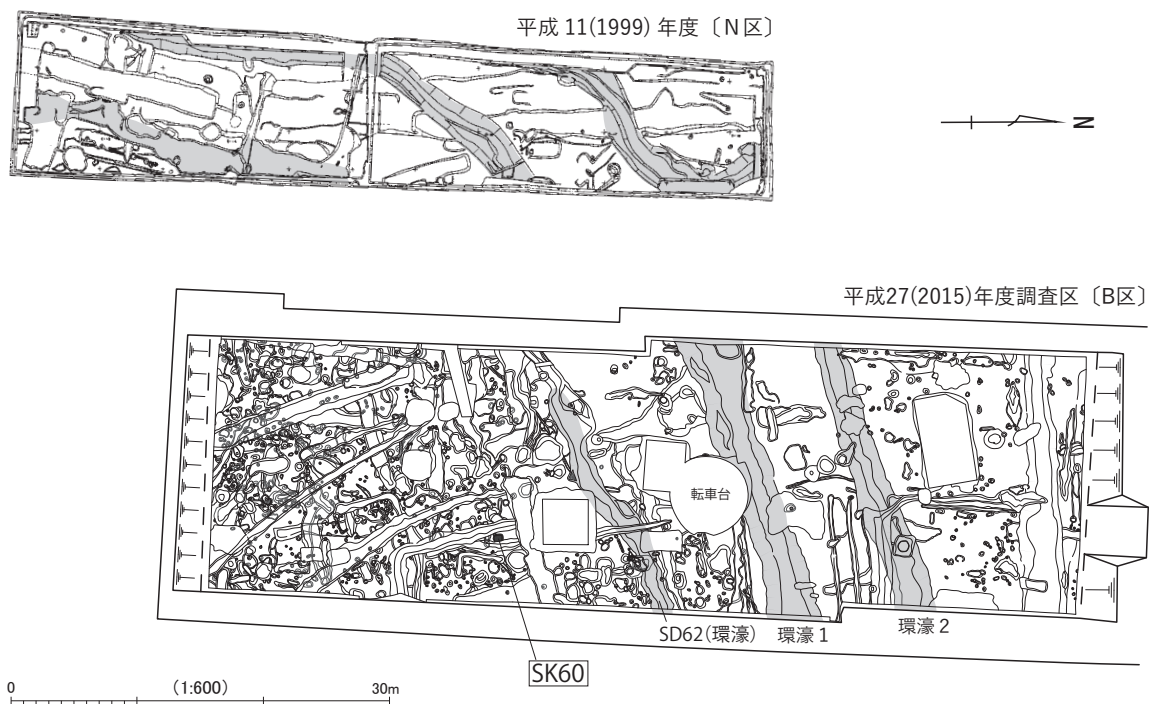 平成 11(1999) 年度〔N区〕
N
平成27(2015)年度調査区〔B区〕
転車台
SD62(環濠)
環濠 1
環濠 2
SK60
0 (1:600) 30m